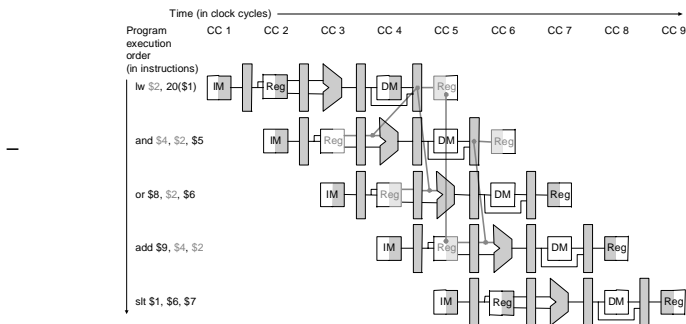 Time (in clock cycles)
Program
execution
order
(in instructions)
CC 1 CC 2 CC 3 CC 4 CC 5 CC 6 CC 7 CC 8 CC 9
lw $2, 20($1) IM Reg DM Reg
and $4, $2, $5 IM Reg DM Reg
or $8, $2, $6 IM Reg DM Reg
add $9, $4, $2 IM Reg DM Reg
slt $1, $6, $7 IM Reg DM Reg